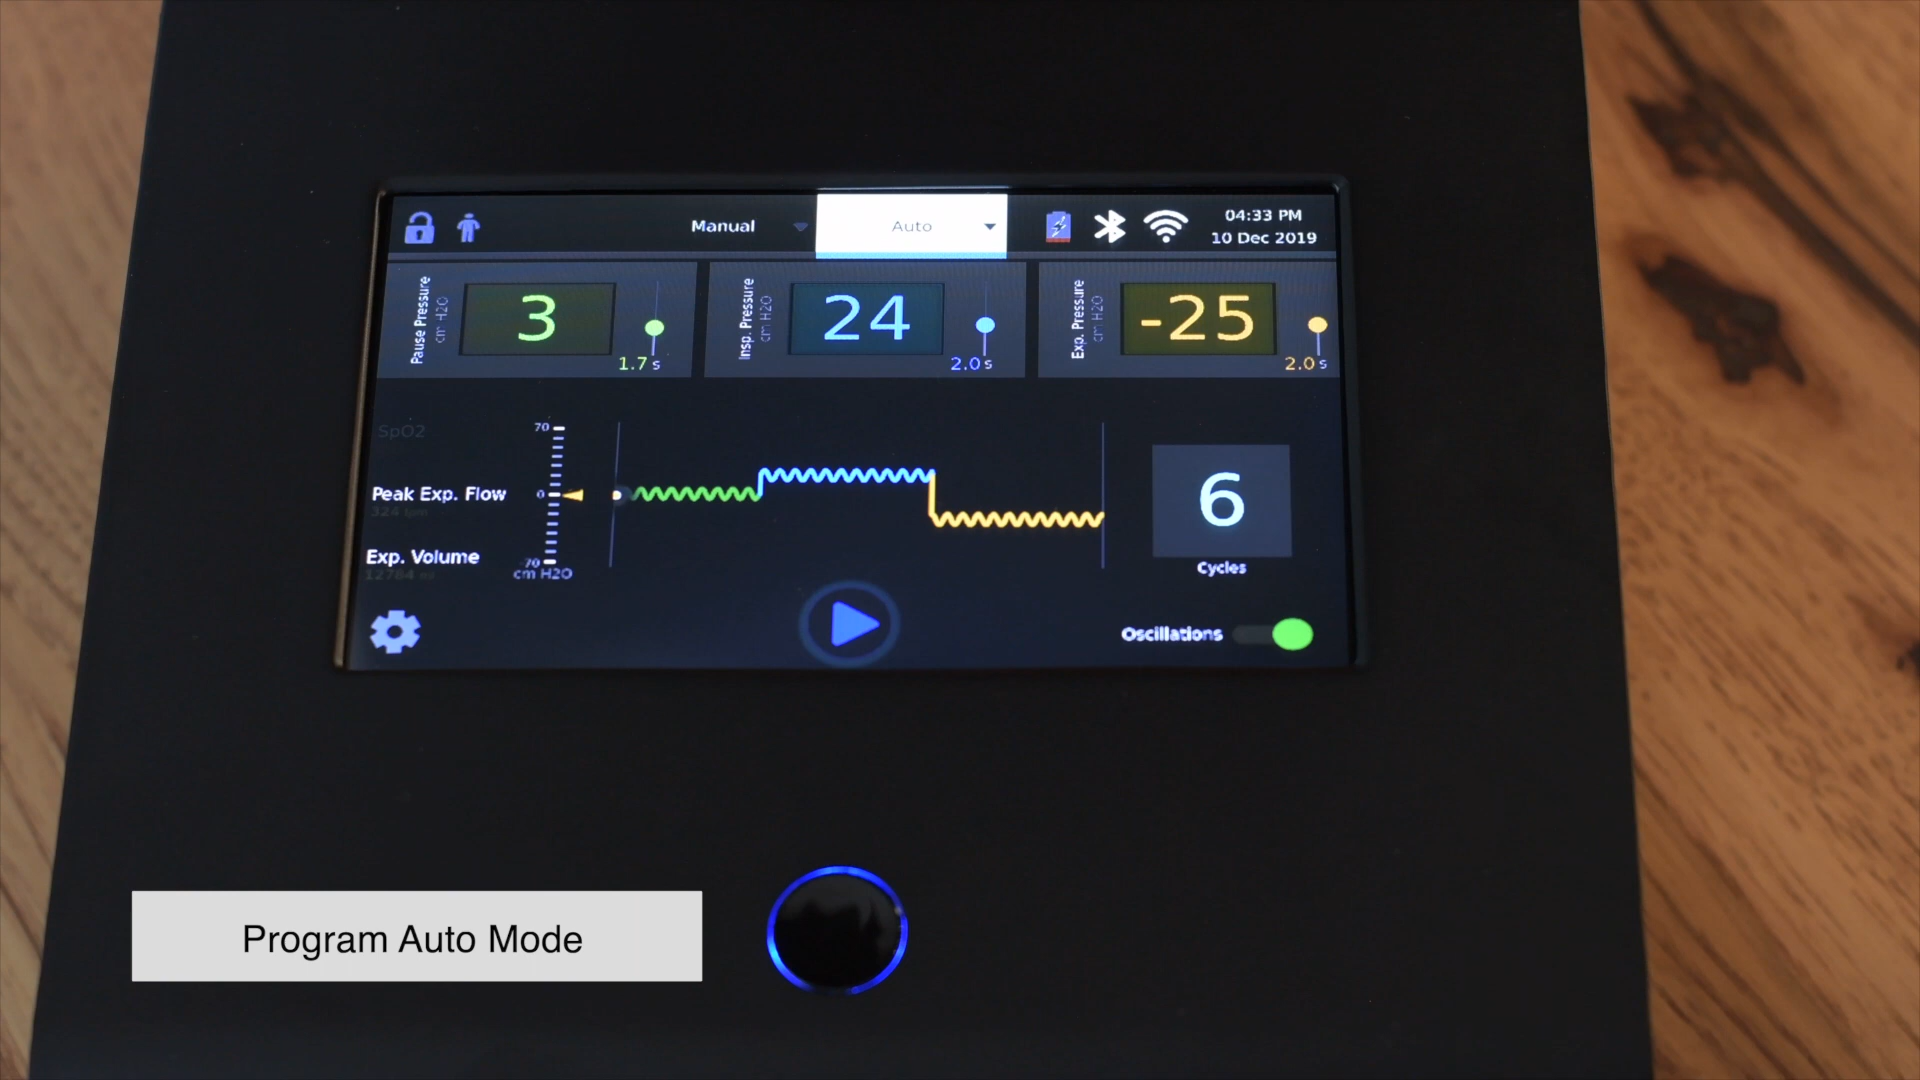 Manual
Auto
04:33 PM
10 Dec 2019
Pause Pressure
cm H2O
3
1.7 s
Insp. Pressure
cm H2O
24
2.0 s
Exp. Pressure
cm H2O
-25
2.0 s
SpO2
70
Peak Exp. Flow
0
324
Exp. Volume
12784
-70
cm H2O
6
Cycles
Oscillations
Program Auto Mode